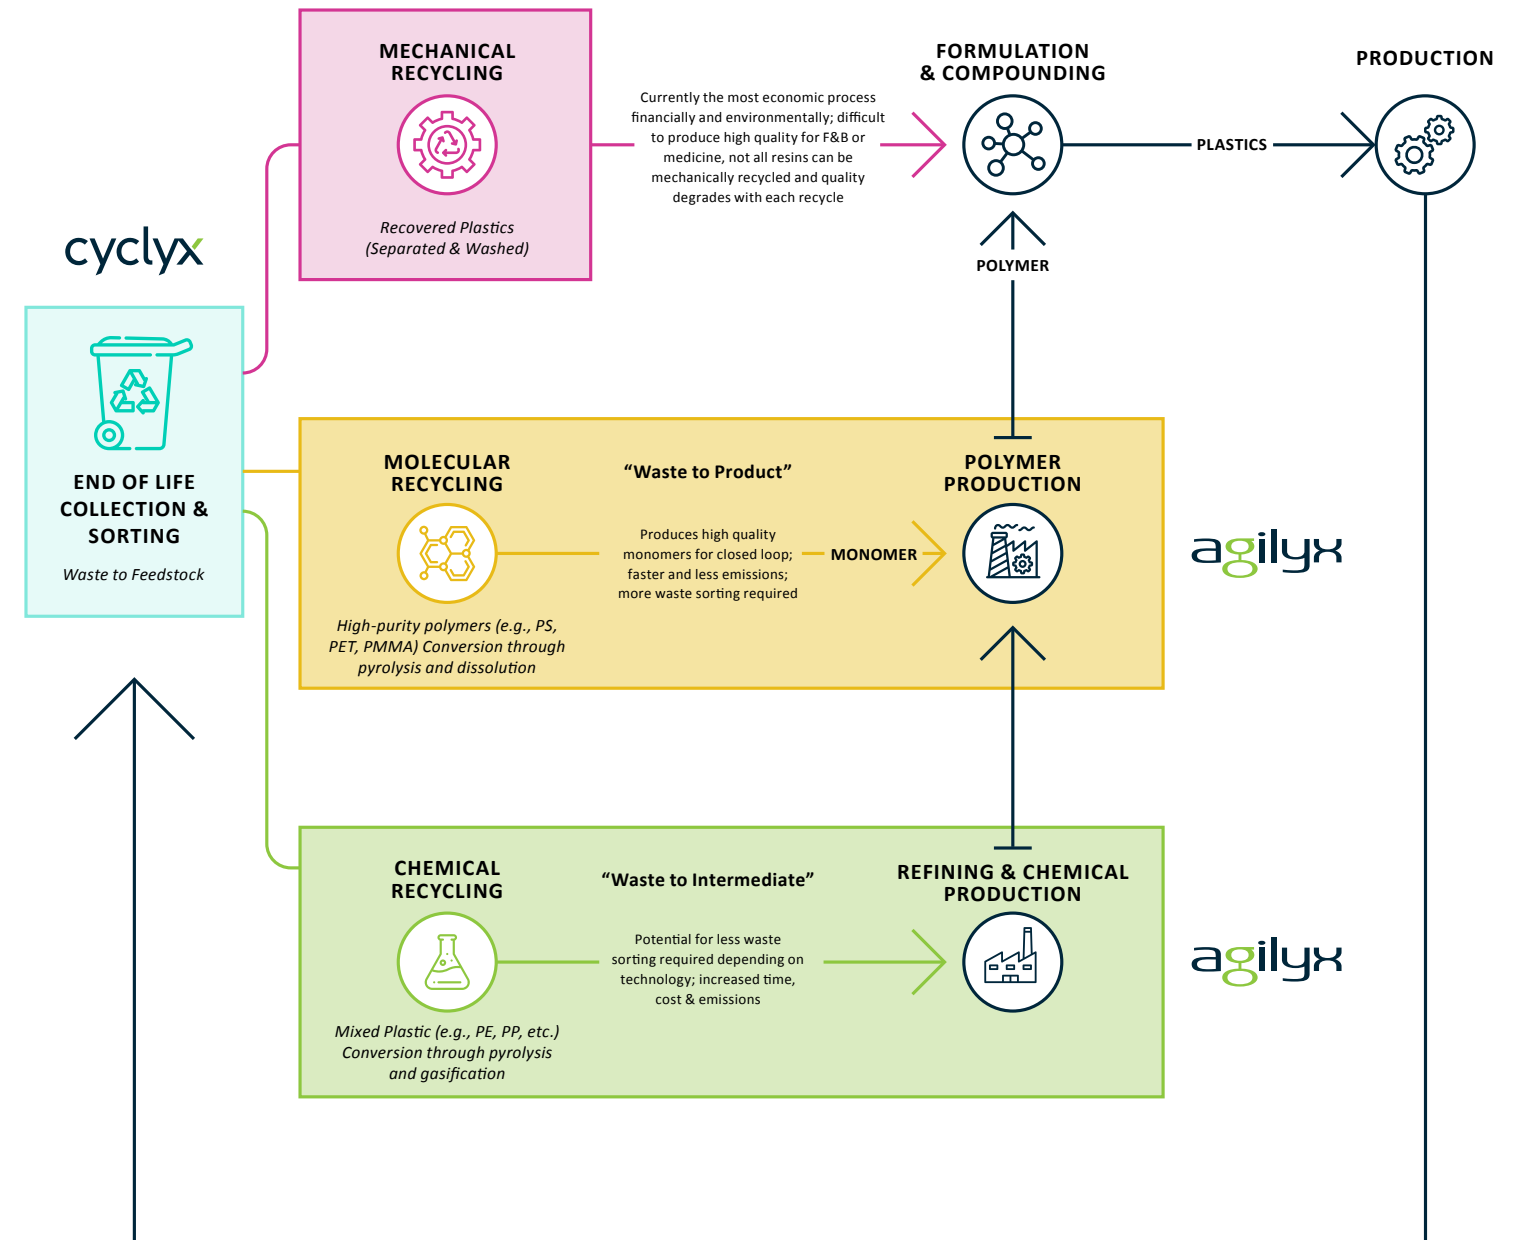 MECHANICAL
RECYCLING
Recovered Plastics
(Separated & Washed)
Currently the most economic process
financially and environmentally; difficult
to produce high quality for F&B or
medicine, not all resins can be
mechanically recycled and quality
degrades with each recycle
FORMULATION
& COMPOUNDING
PLASTICS
PRODUCTION
POLYMER
cyclyx
END OF LIFE
COLLECTION &
SORTING
Waste to Feedstock
MOLECULAR
RECYCLING
High-purity polymers (e.g., PS,
PET, PMMA) Conversion through
pyrolysis and dissolution
“Waste to Product”
Produces high quality
monomers for closed loop;
faster and less emissions;
more waste sorting required
MONOMER
POLYMER
PRODUCTION
agilyx
CHEMICAL
RECYCLING
Mixed Plastic (e.g., PE, PP, etc.)
Conversion through pyrolysis
and gasification
“Waste to Intermediate”
Potential for less waste
sorting required depending on
technology; increased time,
cost & emissions
REFINING & CHEMICAL
PRODUCTION
agilyx